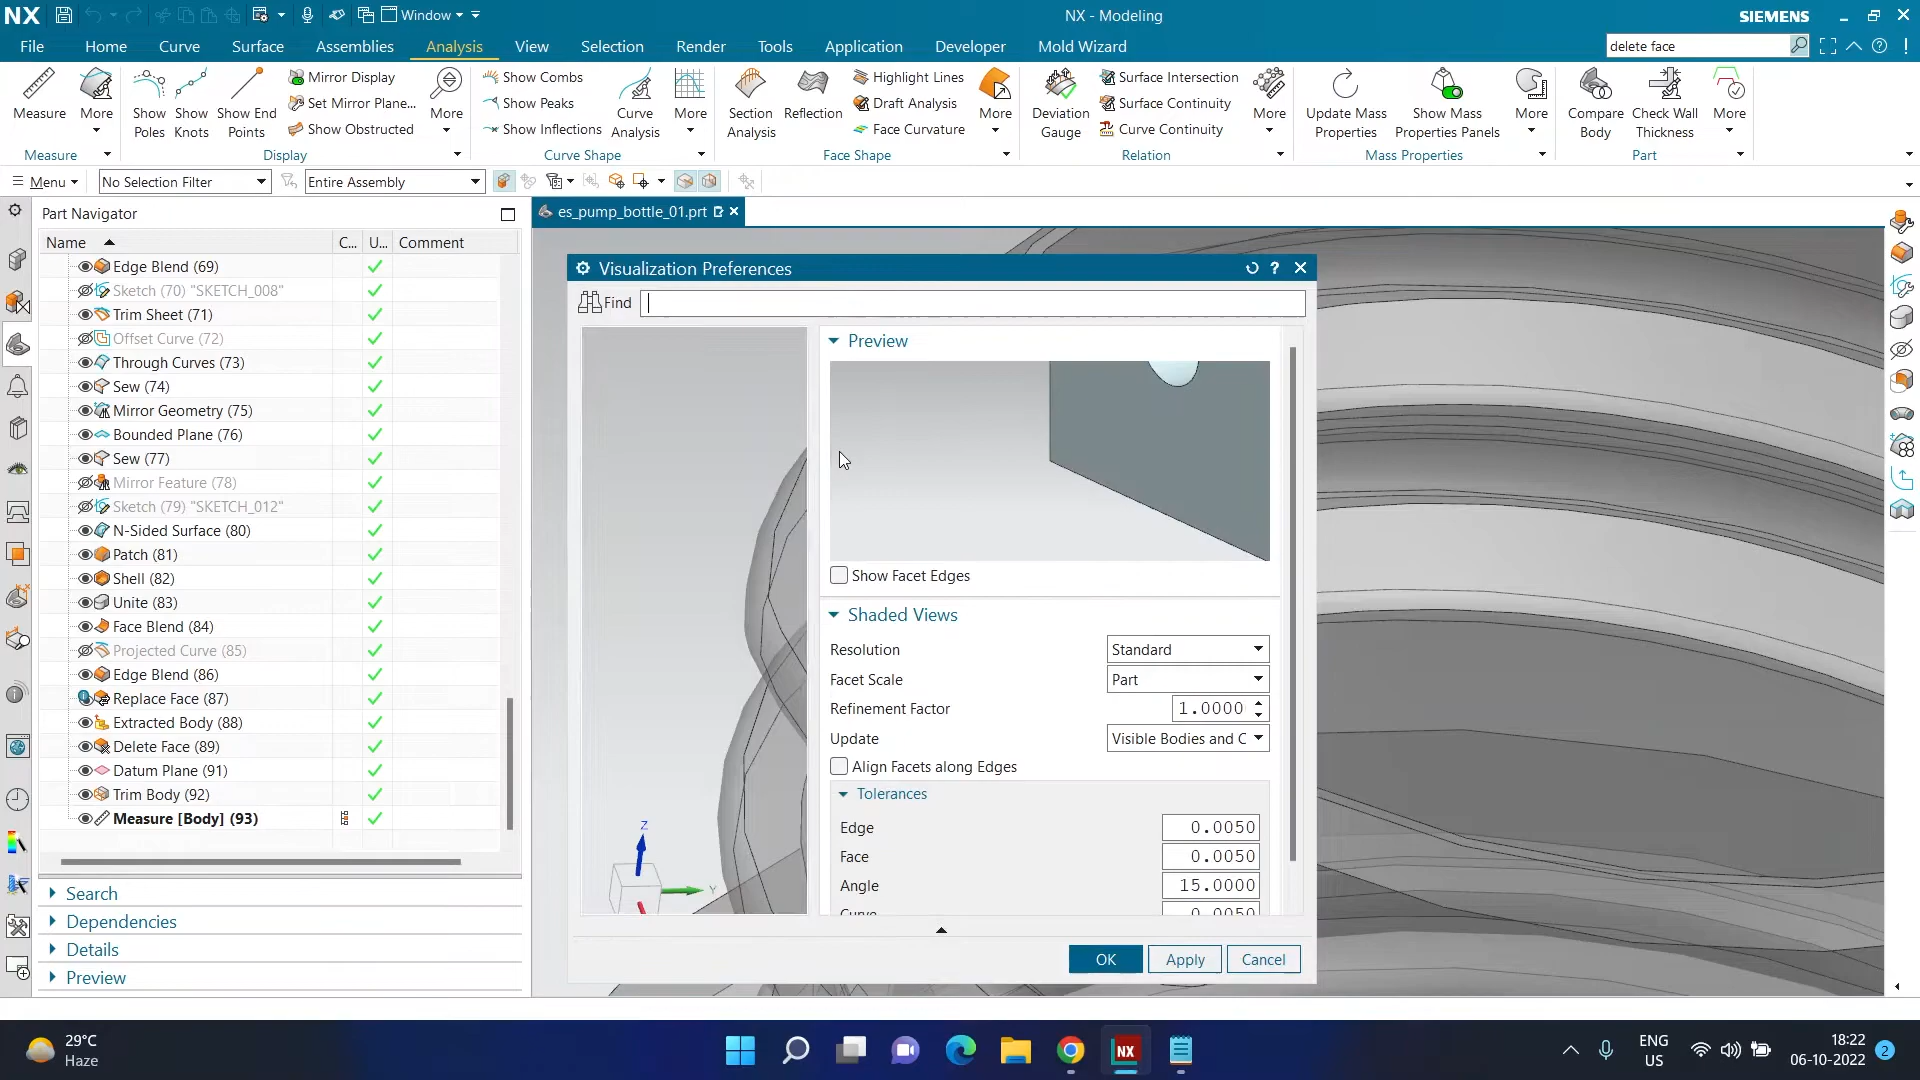 NX Window NX - Modeling SIEMENS
File Home Curve Surface Assemblies Analysis View Selection Render Tools Application Developer Mold Wizard delete face
Measure
More
Show Poles
Show Knots
Show End Points
Mirror Display
Set Mirror Plane...
Show Obstructed
More
Show Combs
Show Peaks
Show Inflections
Curve Analysis
More
Section Analysis
Reflection
Highlight Lines
Draft Analysis
Face Curvature
More
Deviation Gauge
Surface Intersection
Surface Continuity
Curve Continuity
More
Update Mass Properties
Show Mass Properties Panels
More
Compare Body
Check Wall Thickness
More
Measure Display Curve Shape Face Shape Relation Mass Properties Part
Menu No Selection Filter Entire Assembly
Part Navigator
es_pump_bottle_01.prt
Name C... U... Comment
Edge Blend (69)
Sketch (70) "SKETCH_008"
Trim Sheet (71)
Offset Curve (72)
Through Curves (73)
Sew (74)
Mirror Geometry (75)
Bounded Plane (76)
Sew (77)
Mirror Feature (78)
Sketch (79) "SKETCH_012"
N-Sided Surface (80)
Patch (81)
Shell (82)
Unite (83)
Face Blend (84)
Projected Curve (85)
Edge Blend (86)
Replace Face (87)
Extracted Body (88)
Delete Face (89)
Datum Plane (91)
Trim Body (92)
Measure [Body] (93)
Search
Dependencies
Details
Preview
Visualization Preferences
Find
Preview
Show Facet Edges
Shaded Views
Resolution Standard
Facet Scale Part
Refinement Factor 1.0000
Update Visible Bodies and C
Align Facets along Edges
Tolerances
Edge 0.0050
Face 0.0050
Angle 15.0000
Curve 0.0050
OK Apply Cancel
Z
Y
29°C
Haze
NX
ENG
US
18:22
06-10-2022
2